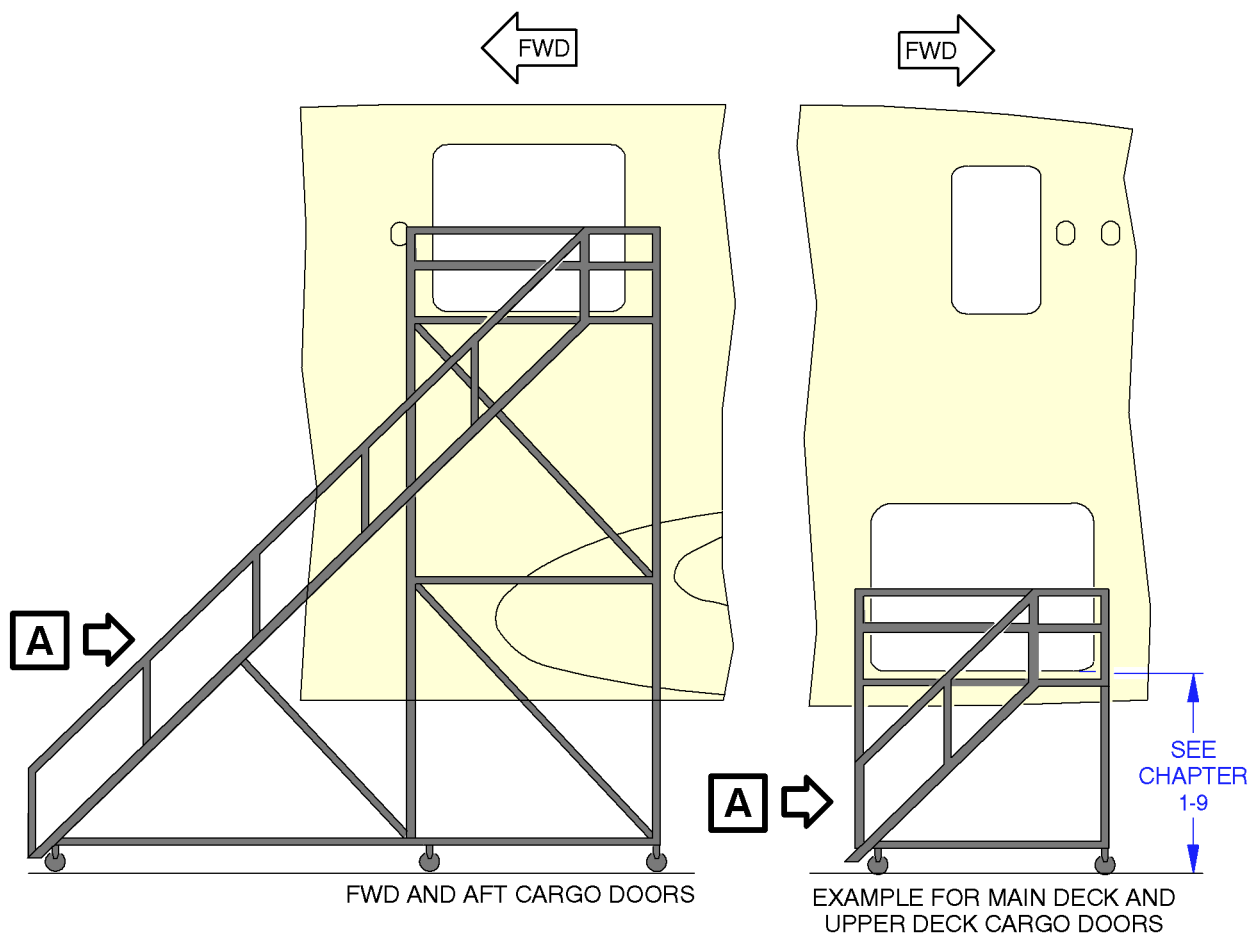 FWD
FWD
A
A
SEE
CHAPTER
1-9
FWD AND AFT CARGO DOORS
EXAMPLE FOR MAIN DECK AND
UPPER DECK CARGO DOORS